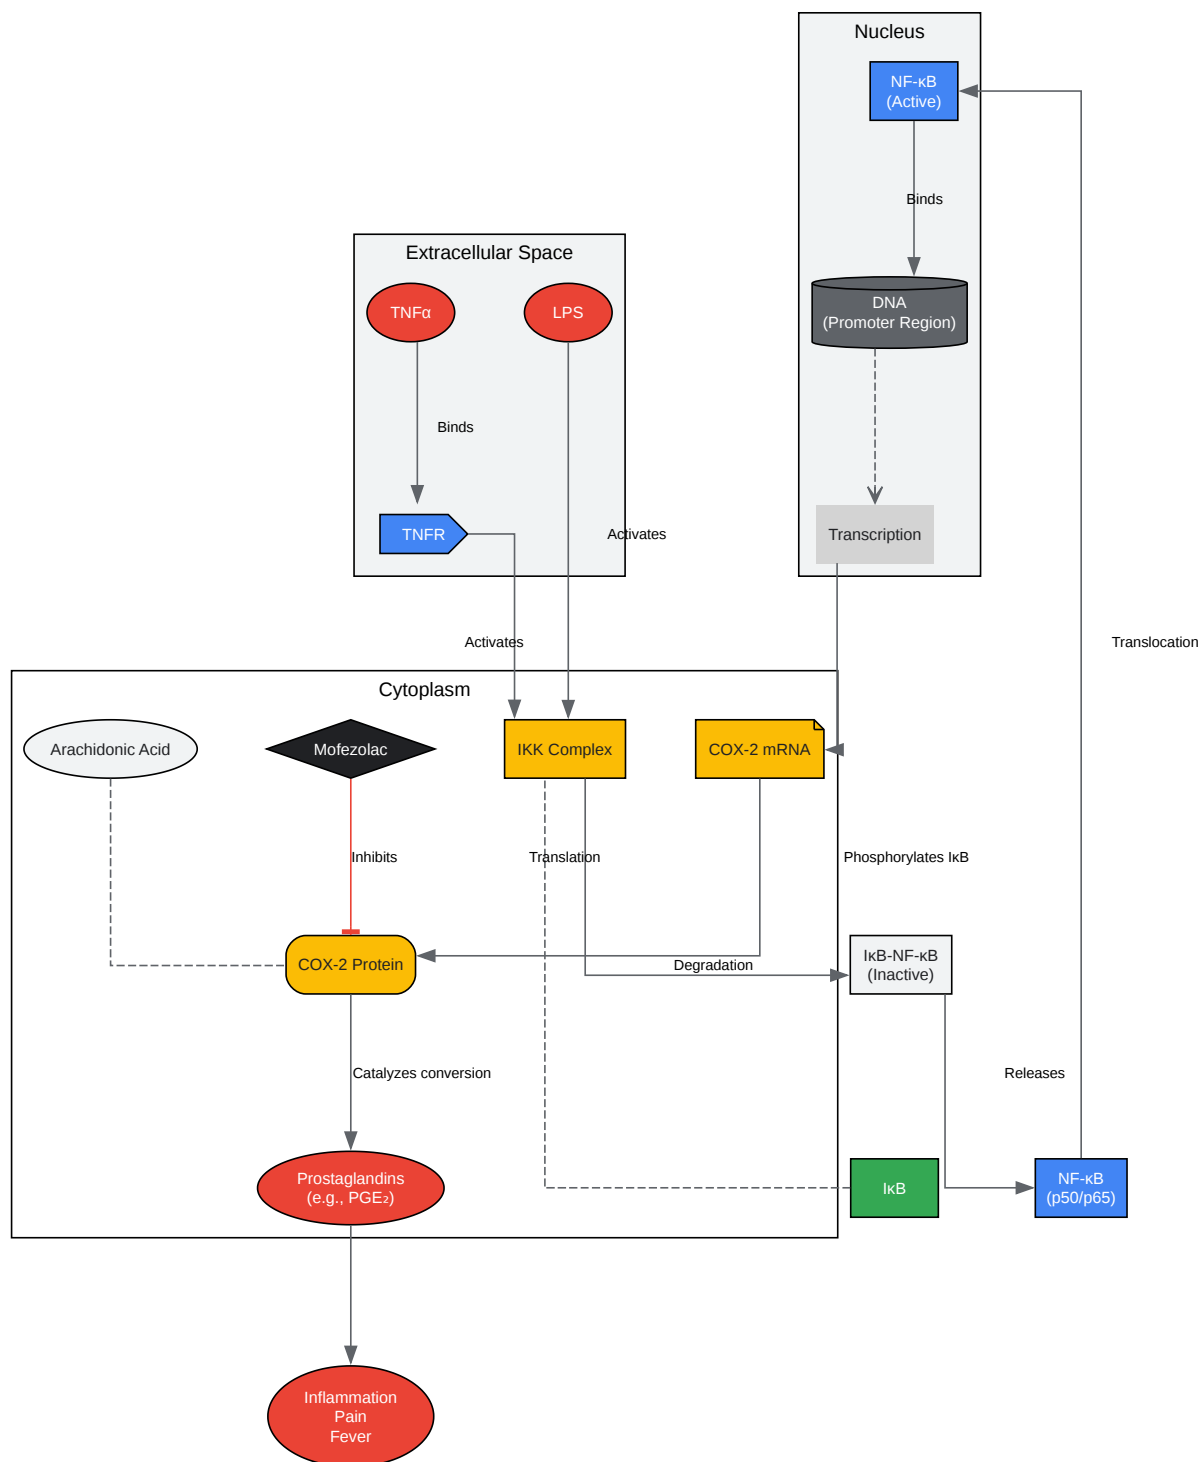 Nucleus
NF-κB
(Active)
Binds
Extracellular Space
TNFα
LPS
DNA
(Promoter Region)
Binds
TNFR
Activates
Transcription
Activates
Translocation
Cytoplasm
Arachidonic Acid
Mofezolac
IKK Complex
COX-2 mRNA
Inhibits
Translation
Phosphorylates IκB
COX-2 Protein
Degradation
IκB-NF-κB
(Inactive)
Catalyzes conversion
Releases
Prostaglandins
(e.g., PGE₂)
IκB
NF-κB
(p50/p65)
Inflammation
Pain
Fever